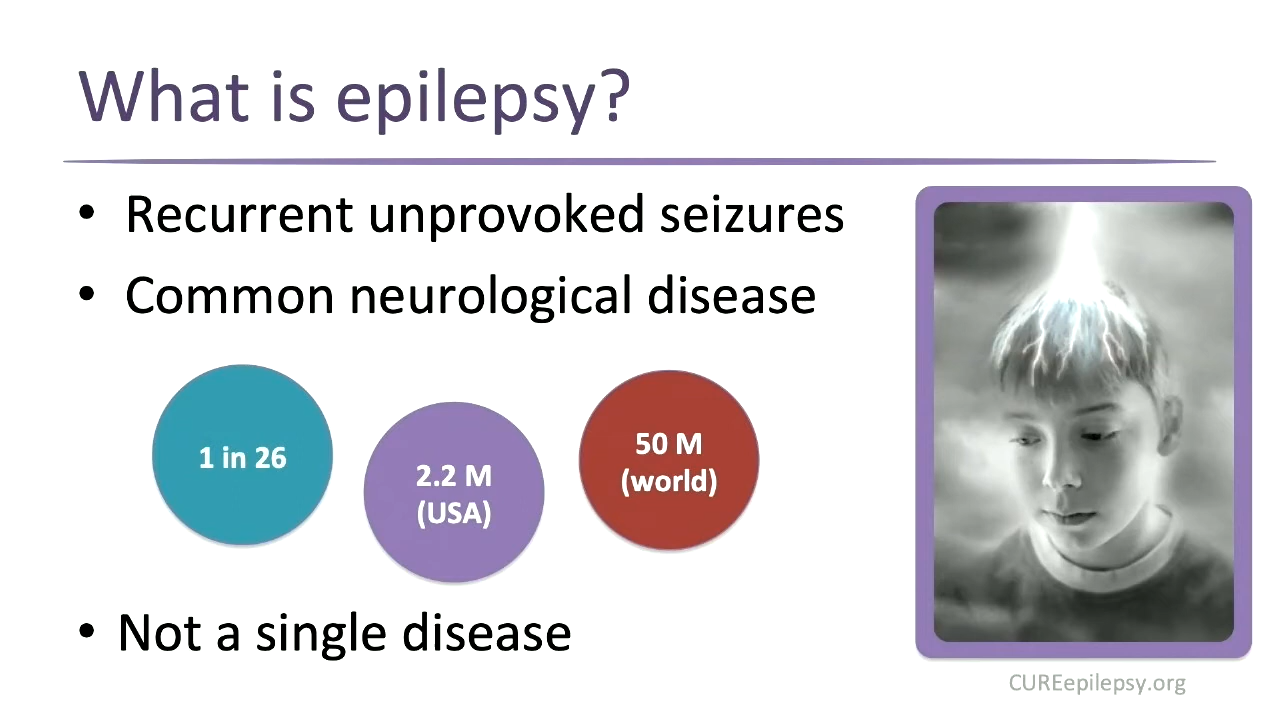 What is epilepsy?
• Recurrent unprovoked seizures
• Common neurological disease
1 in 26
2.2 M
(USA)
50 M
(world)
• Not a single disease
CUREepilepsy.org